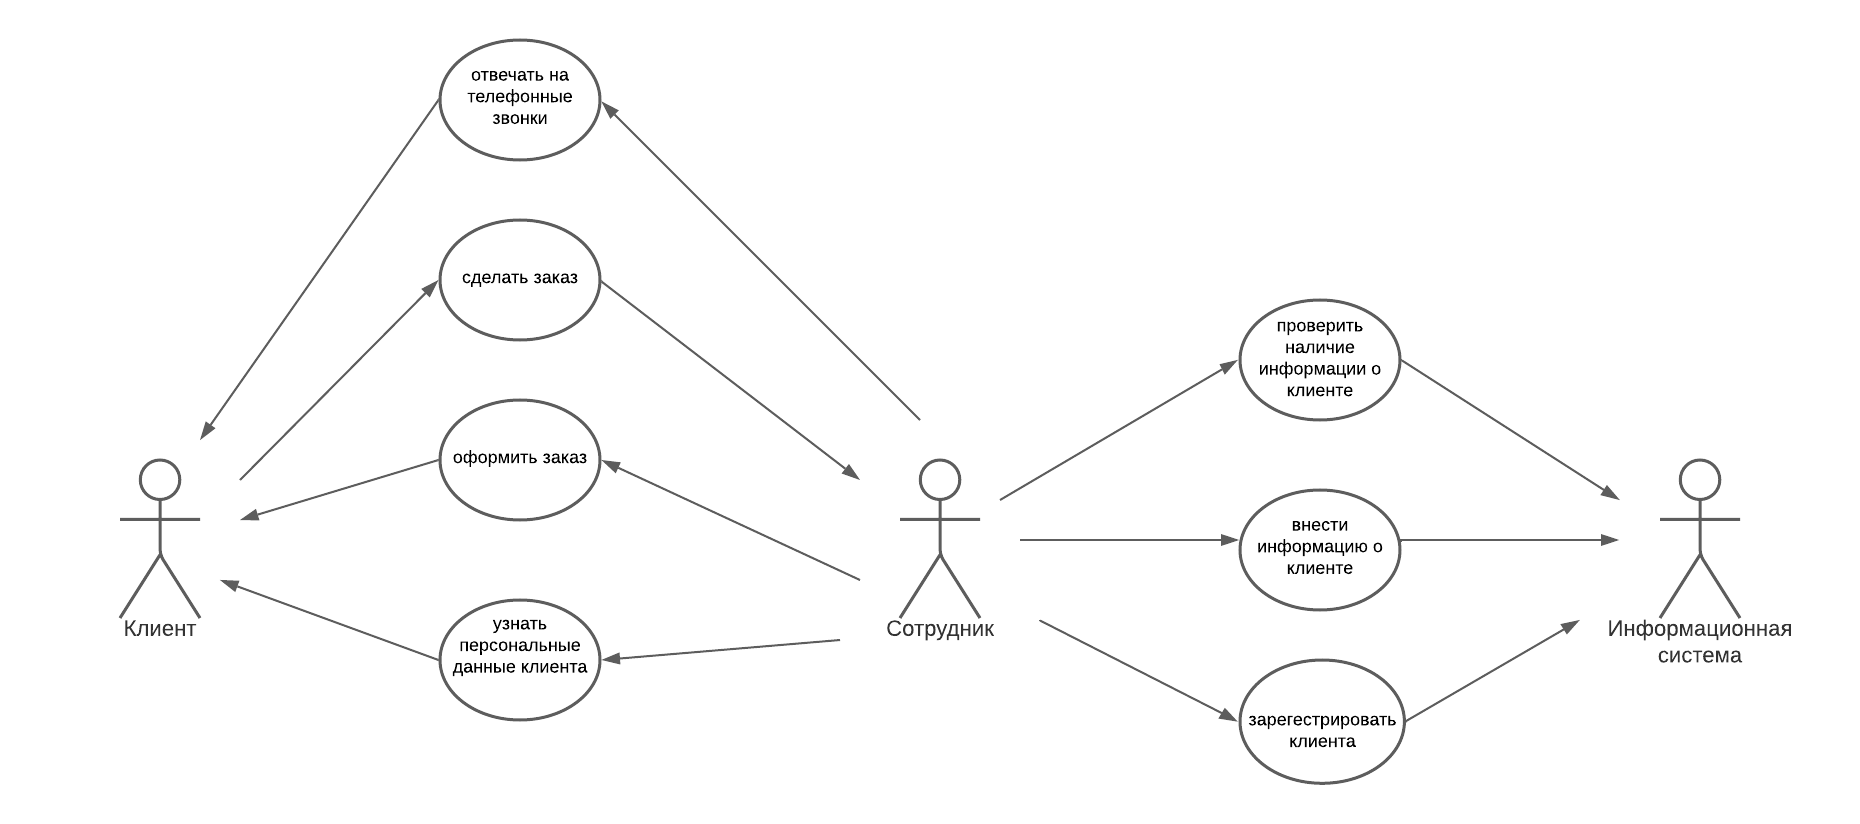 отвечать на
телефонные
звонки
сделать заказ
оформить заказ
узнать
персональные
данные клиента
Клиент
Сотрудник
проверить
наличие
информации о
клиенте
внести
информацию о
клиенте
зарегестрировать
клиента
Информационная
система